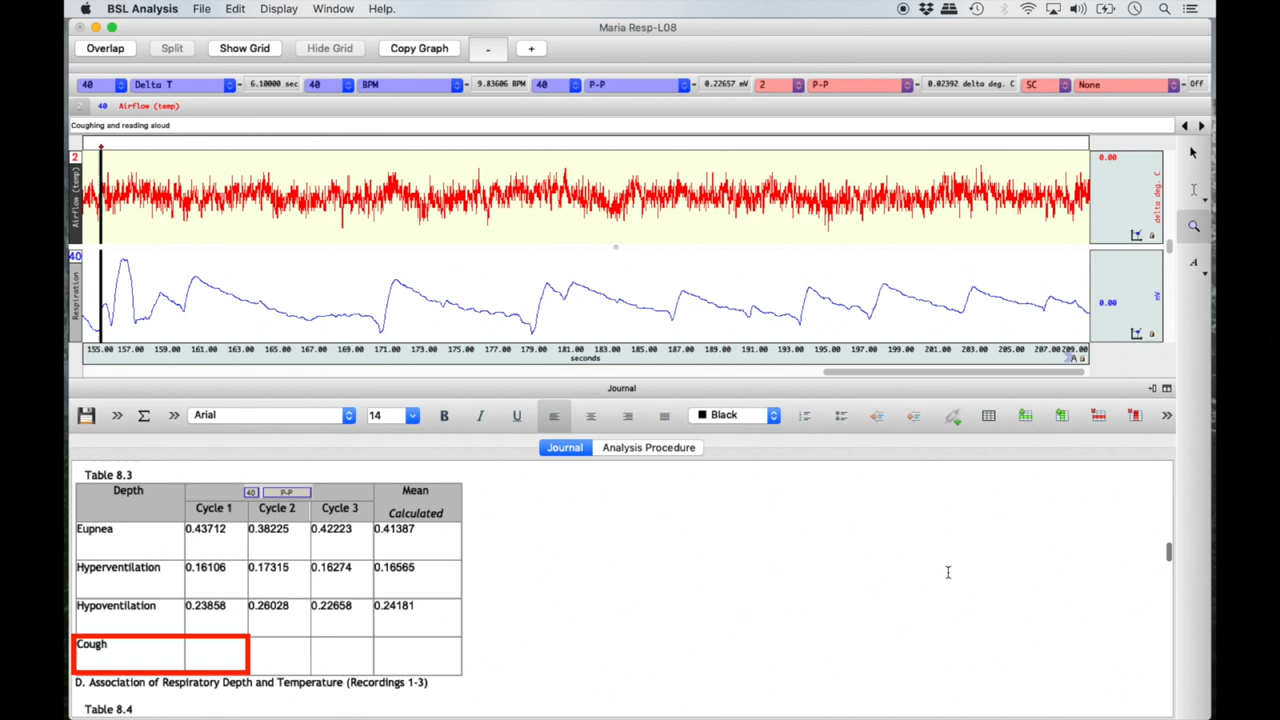 BSL Analysis File Edit Display Window Help.
Maria Resp-L08
Overlap Split Show Grid Hide Grid Copy Graph - +
40 Delta T = 6.10000 sec 40 BPM = 9.83606 BPM 40 P-P = 0.22657 mV 2 P-P = 0.02392 delta deg. C SC None = Off
2 40 Airflow (temp)
Coughing and reading aloud
2 Airflow (temp) 0.00 delta deg. C
40 Respiration 0.00 mV
155.00 157.00 159.00 161.00 163.00 165.00 167.00 169.00 171.00 173.00 175.00 177.00 179.00 181.00 183.00 185.00 187.00 189.00 191.00 193.00 195.00 197.00 199.00 201.00 203.00 205.00 207.00 209.00
seconds
Journal
Arial 14 B I U Black
Journal Analysis Procedure
Table 8.3
Depth 40 P-P Mean
Cycle 1 Cycle 2 Cycle 3 Calculated
Eupnea 0.43712 0.38225 0.42223 0.41387
Hyperventilation 0.16106 0.17315 0.16274 0.16565
Hypoventilation 0.23858 0.26028 0.22658 0.24181
Cough
D. Association of Respiratory Depth and Temperature (Recordings 1-3)
Table 8.4